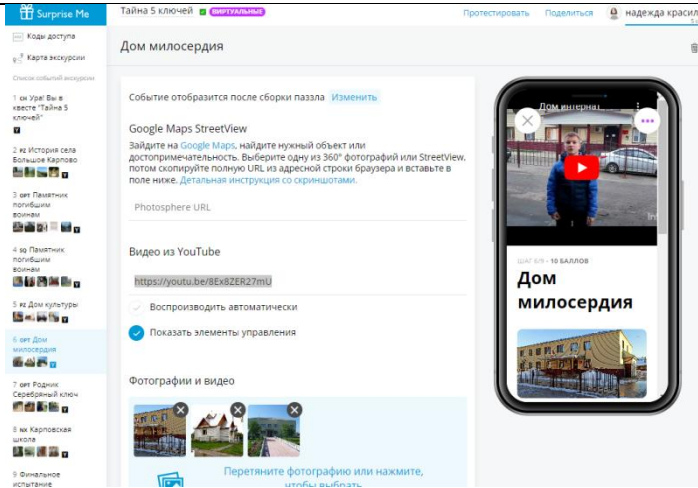 Surprise Me
Тайна 5 ключей
ВИРТУАЛЬНЫЕ
Протестировать
Поделиться
надежда красил
Коды доступа
Карта экскурсии
Список событий экскурсии
1 сн Ура! Вы в
квесте "Тайна 5
ключей"
2 pz История села
Большое Карпово
3 орт Памятник
погибшим
воинам
4 sq Памятник
погибшим
воинам
5 pz Дом культуры
6 орт Дом
милосердия
7 орт Родник
Серебряный ключ
8 nx Карповская
школа
9 Финальное
испытание
Дом милосердия
Событие отобразится после сборки паззла Изменить
Google Maps StreetView
Зайдите на Google Maps, найдите нужный объект или
достопримечательность. Выберите одну из 360° фотографий или StreetView,
потом скопируйте полную URL из адресной строки браузера и вставьте в
поле ниже. Детальная инструкция со скриншотами.
Photosphere URL
Видео из YouTube
https://youtu.be/8Ex8ZER27mU
Воспроизводить автоматически
Показать элементы управления
Фотографии и видео
Перетяните фотографию или нажмите,
чтобы выбрать
Дом интернат
ШАГ 6/9 - 10 БАЛЛОВ
Дом
милосердия